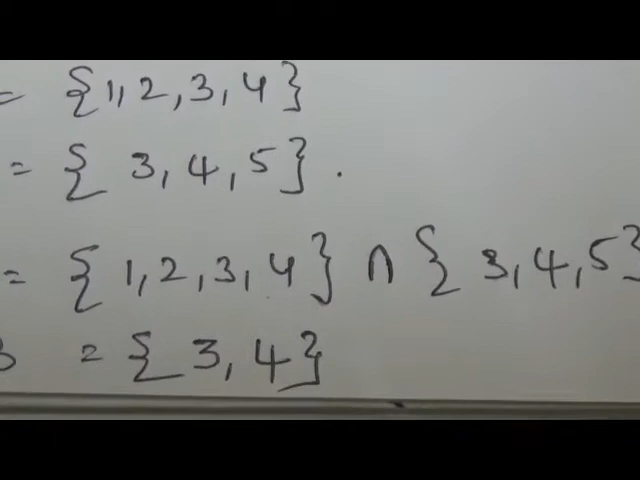 = {1,2,3,4}
= { 3,4,5} .
= { 1,2,3,4} ∩ { 3,4,5}
= {3,4}